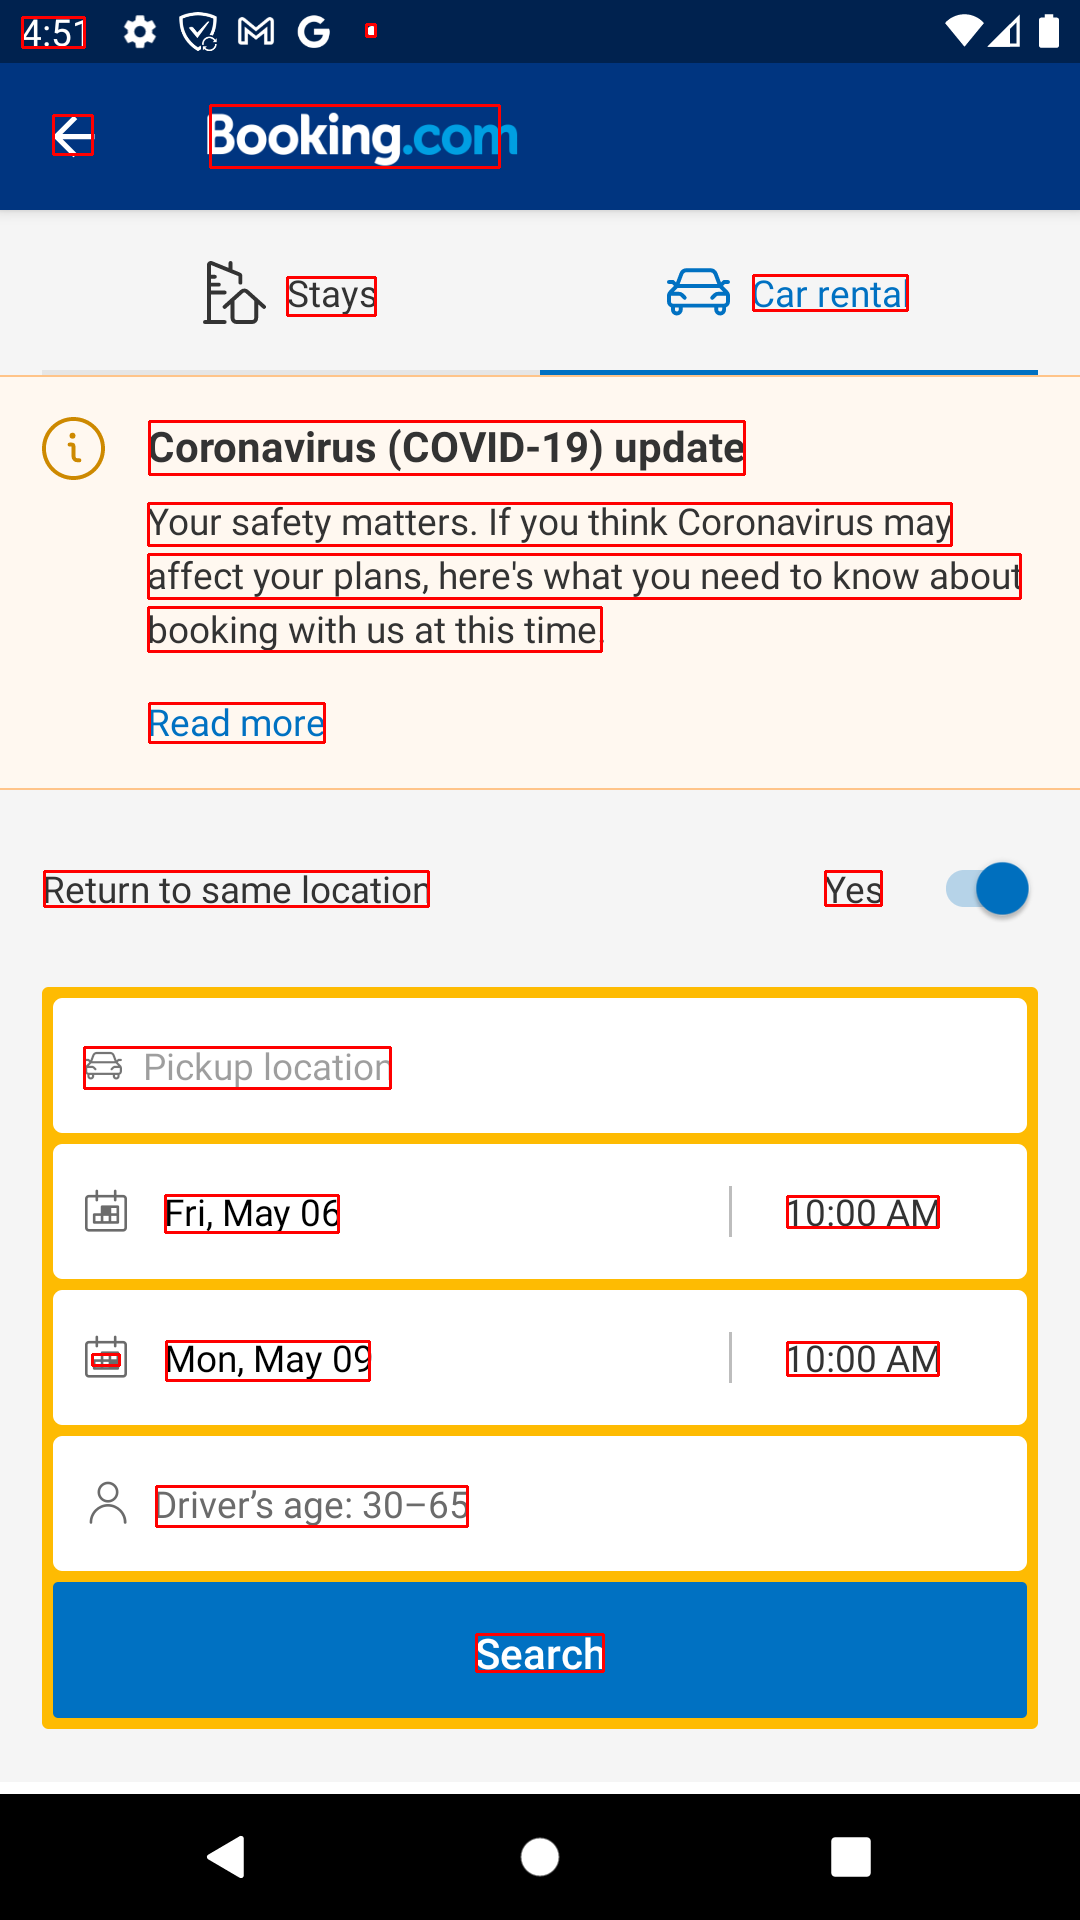 4:51
Booking.com
Stays
Car rental
Coronavirus (COVID-19) update
Your safety matters. If you think Coronavirus may
affect your plans, here's what you need to know about
booking with us at this time.
Read more
Return to same location Yes
Pickup location
Fri, May 06 10:00 AM
Mon, May 09 10:00 AM
Driver’s age: 30–65
Search